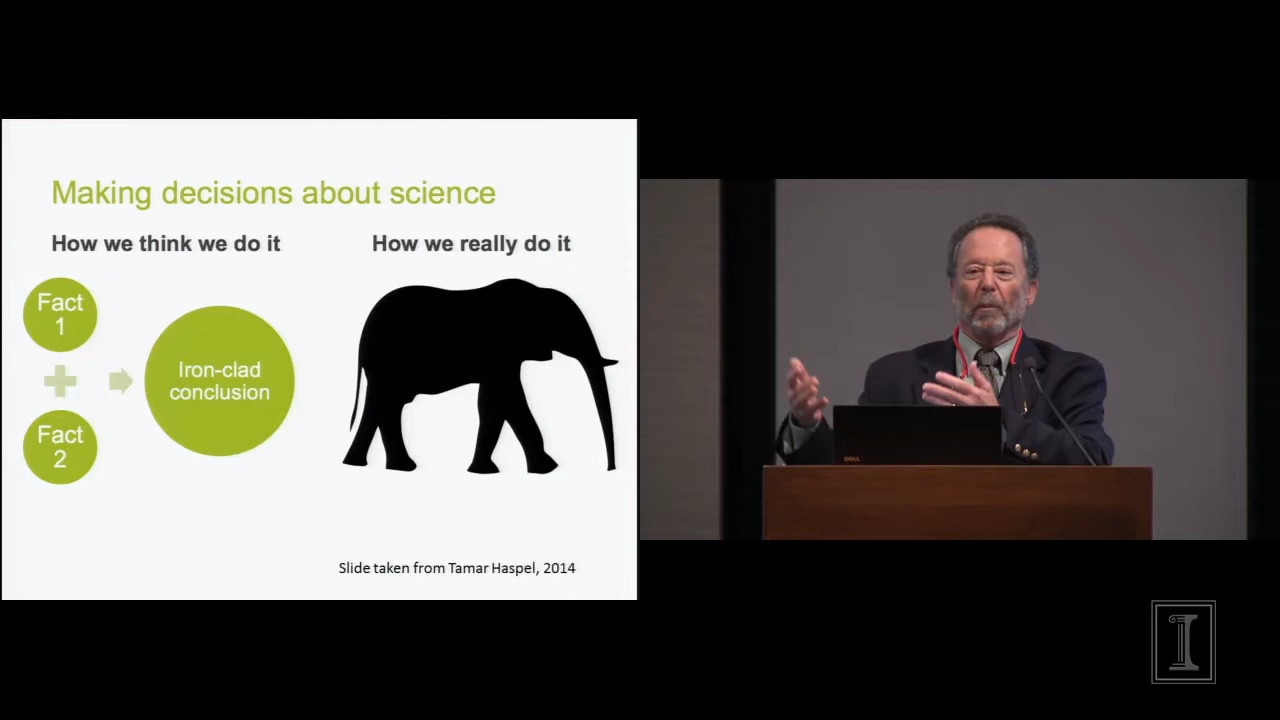 Making decisions about science
How we think we do it
How we really do it
Fact
1
Iron-clad
conclusion
Fact
2
Slide taken from Tamar Haspel, 2014
DELL
I